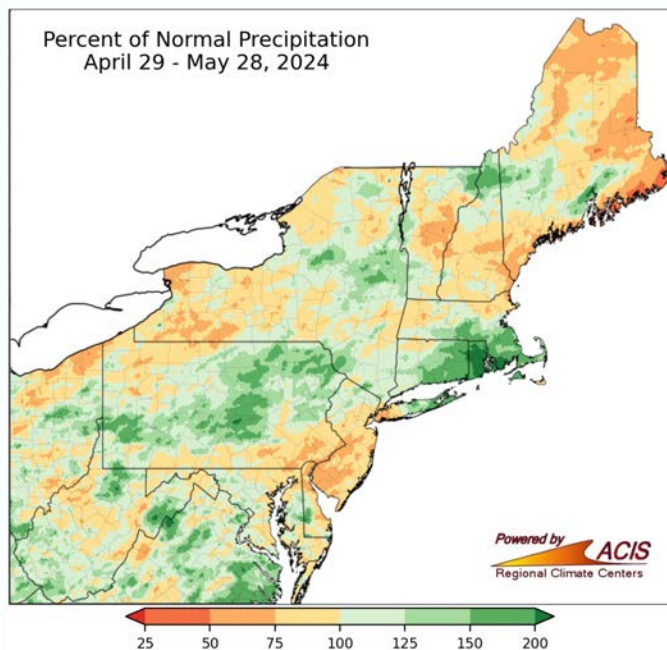 Percent of Normal Precipitation
April 29 - May 28, 2024
Powered by
ACIS
Regional Climate Centers
25 50 75 100 125 150 200